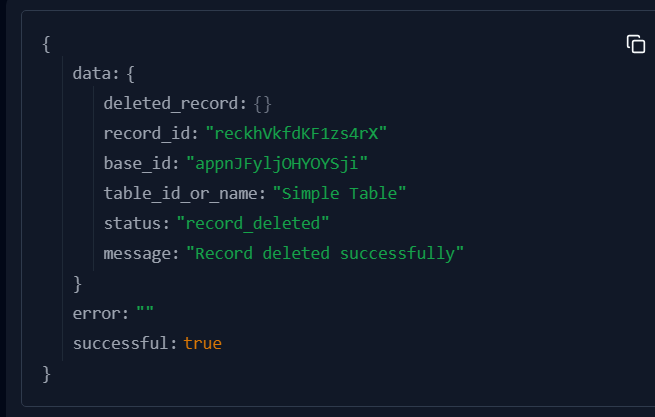 {
data: {
deleted_record: {}
record_id: "reckhVkfdKF1zs4rX"
base_id: "appnJFyljOHYOYSji"
table_id_or_name: "Simple Table"
status: "record_deleted"
message: "Record deleted successfully"
}
error: ""
successful: true
}